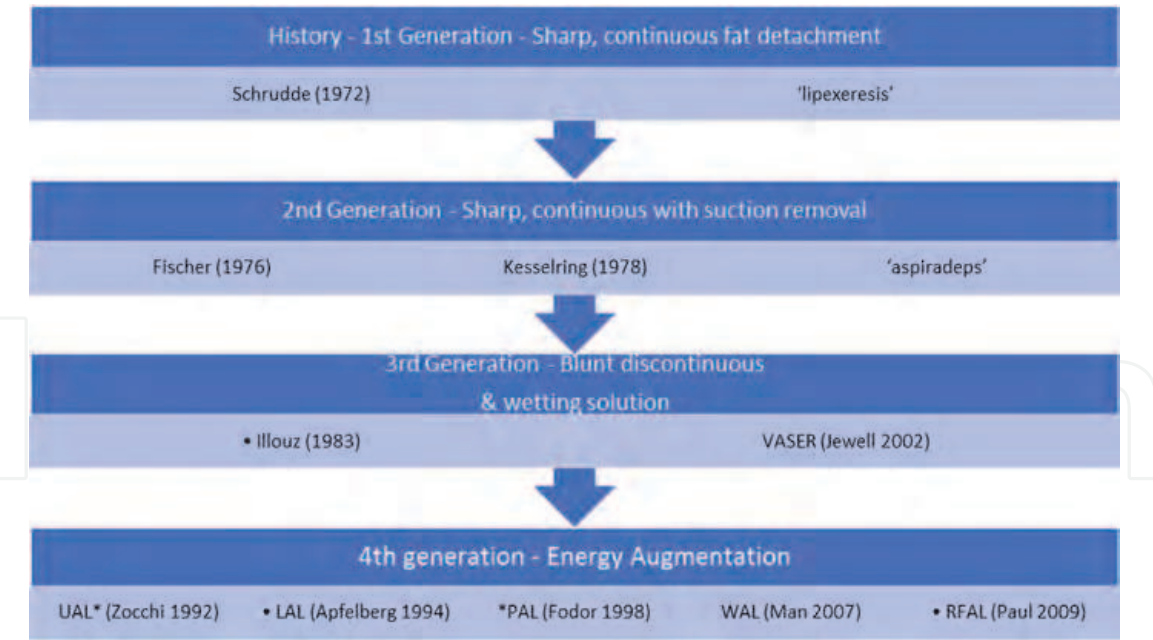 History - 1st Generation - Sharp, continuous fat detachment
Schrudde (1972) 'lipexeresis'
2nd Generation - Sharp, continuous with suction removal
Fischer (1976) Kesselring (1978) 'aspiradeps'
3rd Generation - Blunt discontinuous
& wetting solution
• Illouz (1983) VASER (Jewell 2002)
4th generation - Energy Augmentation
UAL* (Zocchi 1992) • LAL (Apfelberg 1994) *PAL (Fodor 1998) WAL (Man 2007) • RFAL (Paul 2009)